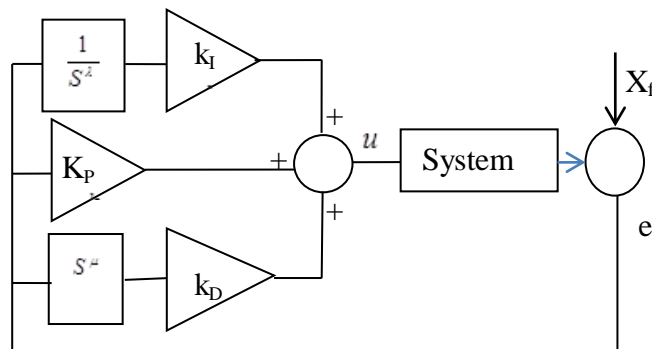 1
S^λ
k_I
X_f
+
+
u
System
K_P
+
e
S^μ
k_D